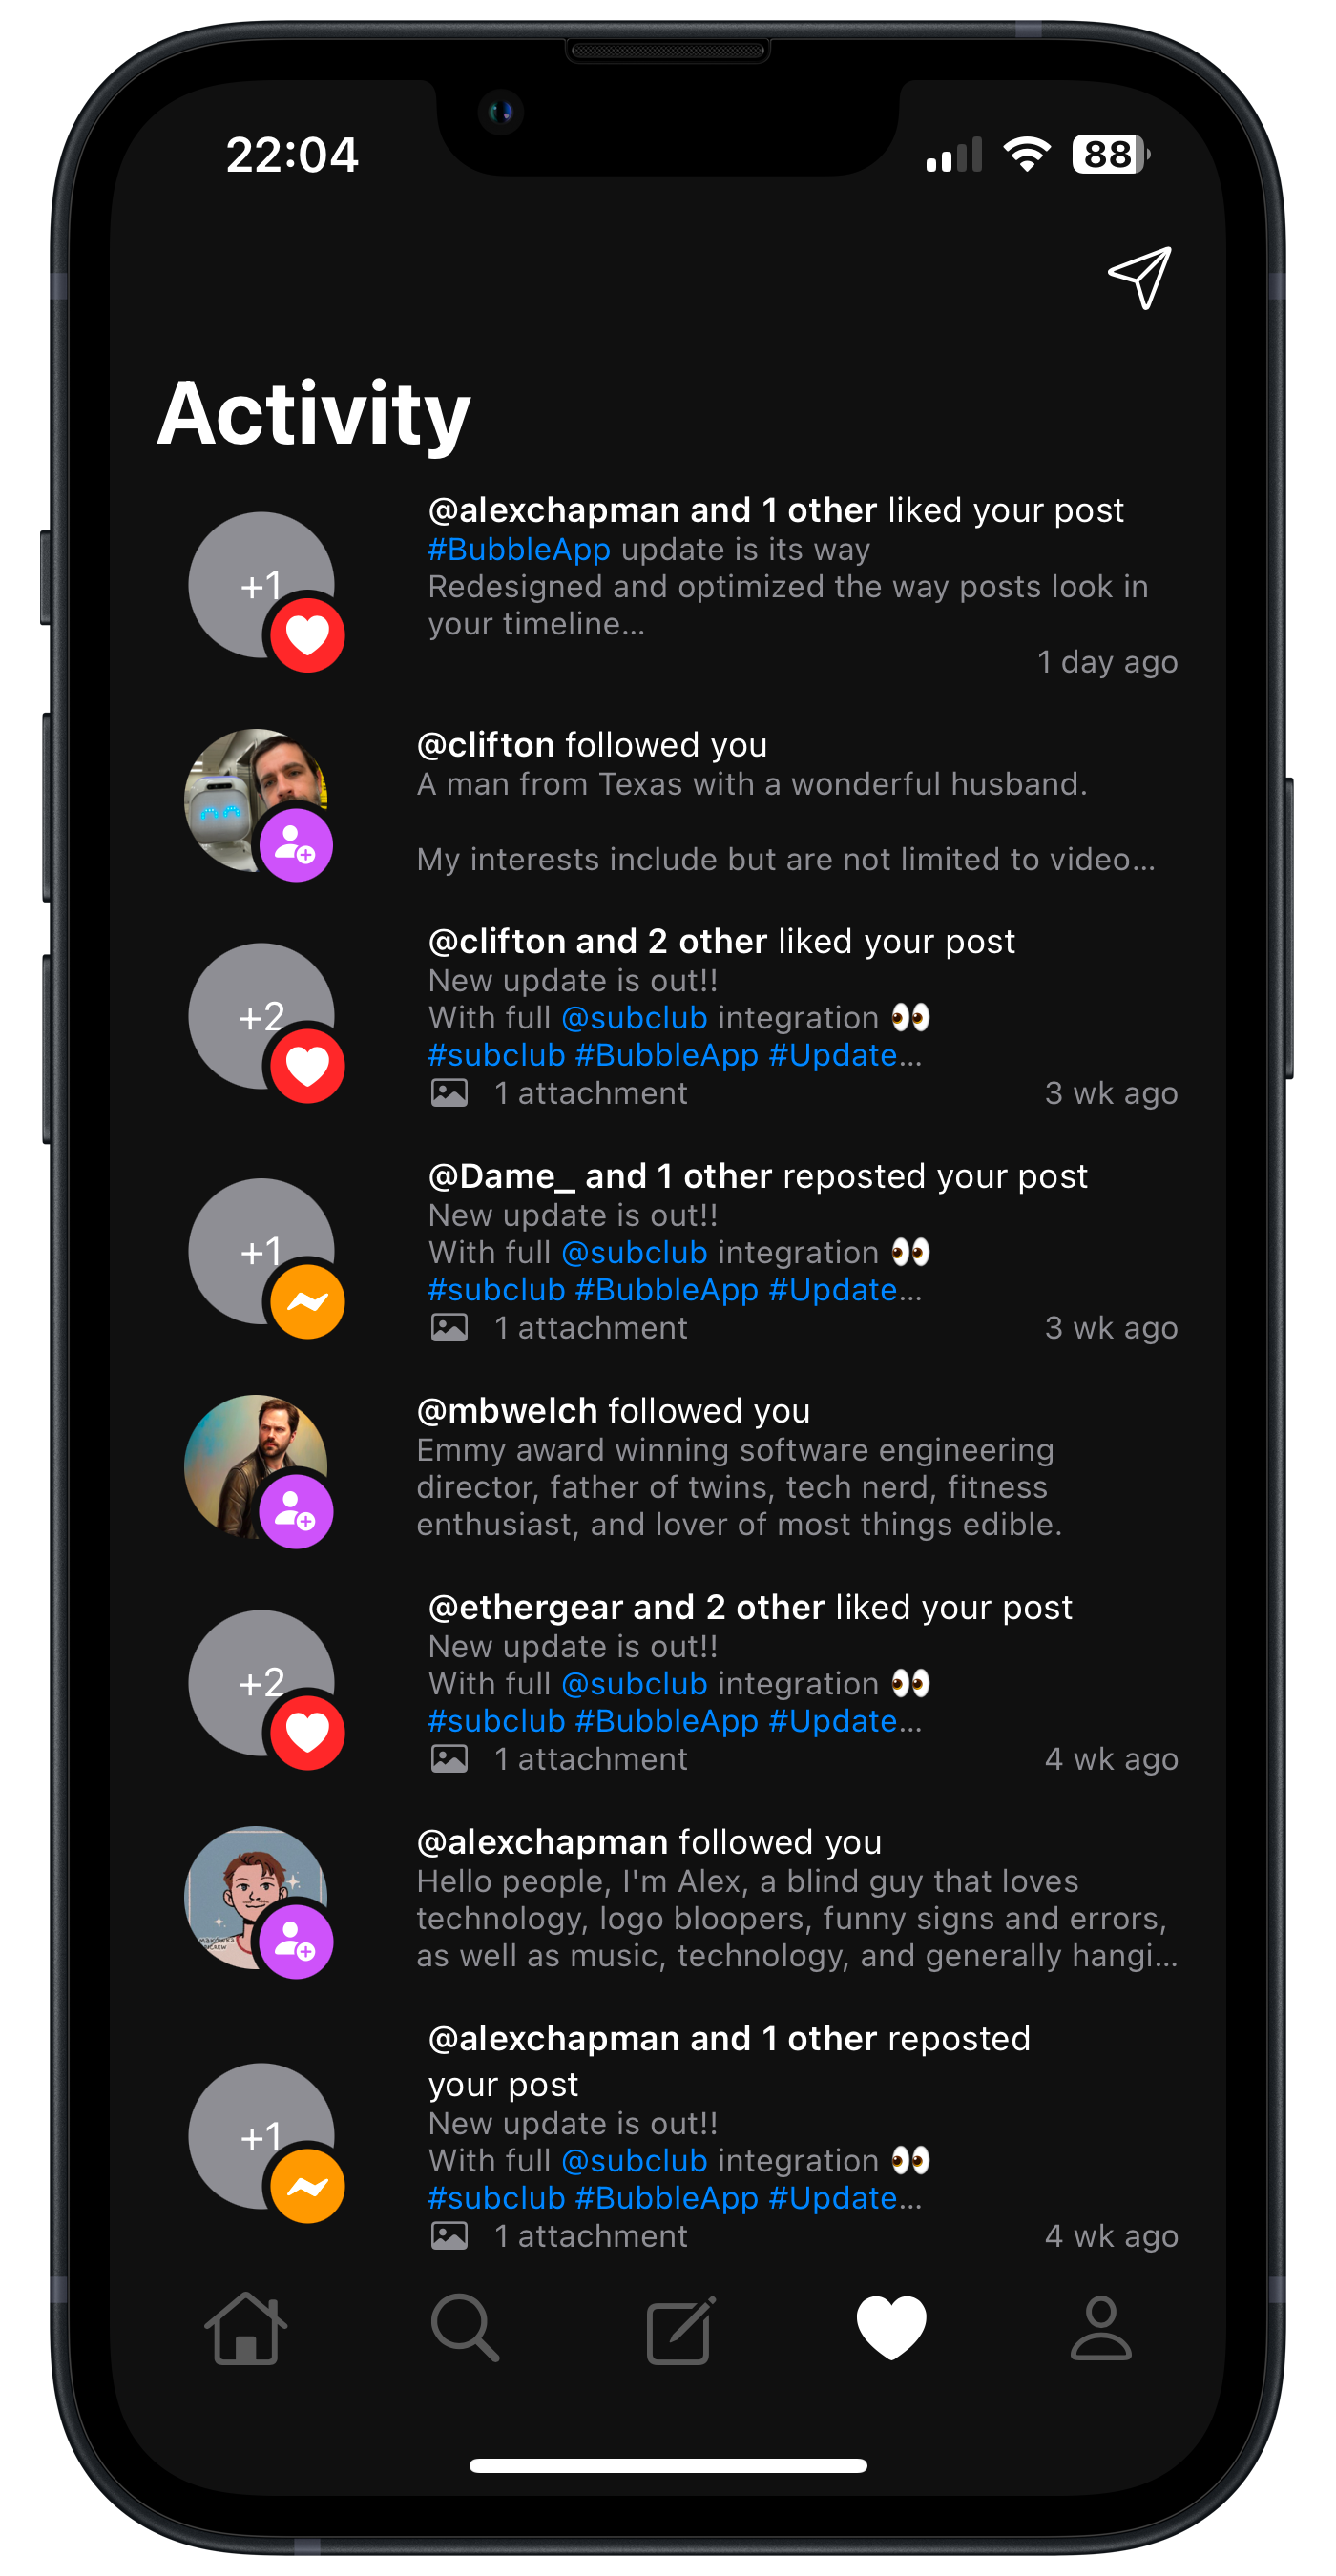 22:04
88
Activity
+1
@alexchapman and 1 other liked your post
#BubbleApp update is its way
Redesigned and optimized the way posts look in
your timeline...
1 day ago
@clifton followed you
A man from Texas with a wonderful husband.
My interests include but are not limited to video...
+2
@clifton and 2 other liked your post
New update is out!!
With full @subclub integration 👀
#subclub #BubbleApp #Update...
1 attachment
3 wk ago
+1
@Dame_ and 1 other reposted your post
New update is out!!
With full @subclub integration 👀
#subclub #BubbleApp #Update...
1 attachment
3 wk ago
@mbwelch followed you
Emmy award winning software engineering
director, father of twins, tech nerd, fitness
enthusiast, and lover of most things edible.
+2
@ethergear and 2 other liked your post
New update is out!!
With full @subclub integration 👀
#subclub #BubbleApp #Update...
1 attachment
4 wk ago
@alexchapman followed you
Hello people, I'm Alex, a blind guy that loves
technology, logo bloopers, funny signs and errors,
as well as music, technology, and generally hangi...
+1
@alexchapman and 1 other reposted
your post
New update is out!!
With full @subclub integration 👀
#subclub #BubbleApp #Update...
1 attachment
4 wk ago